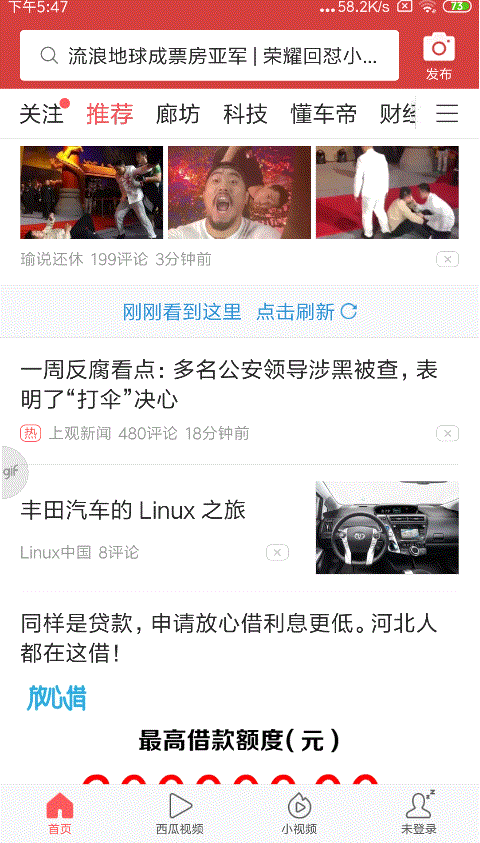 下午5:47
...58.2K/s
73
流浪地球成票房亚军 | 荣耀回怼小...
发布
关注
推荐
廊坊
科技
懂车帝
财经
瑜说还休 199评论 3分钟前
刚刚看到这里 点击刷新
一周反腐看点：多名公安领导涉黑被查，表
明了“打伞”决心
热 上观新闻 480评论 18分钟前
gif
丰田汽车的 Linux 之旅
Linux中国 8评论
同样是贷款，申请放心借利息更低。河北人
都在这借！
放心借
最高借款额度(元)
首页
西瓜视频
小视频
未登录